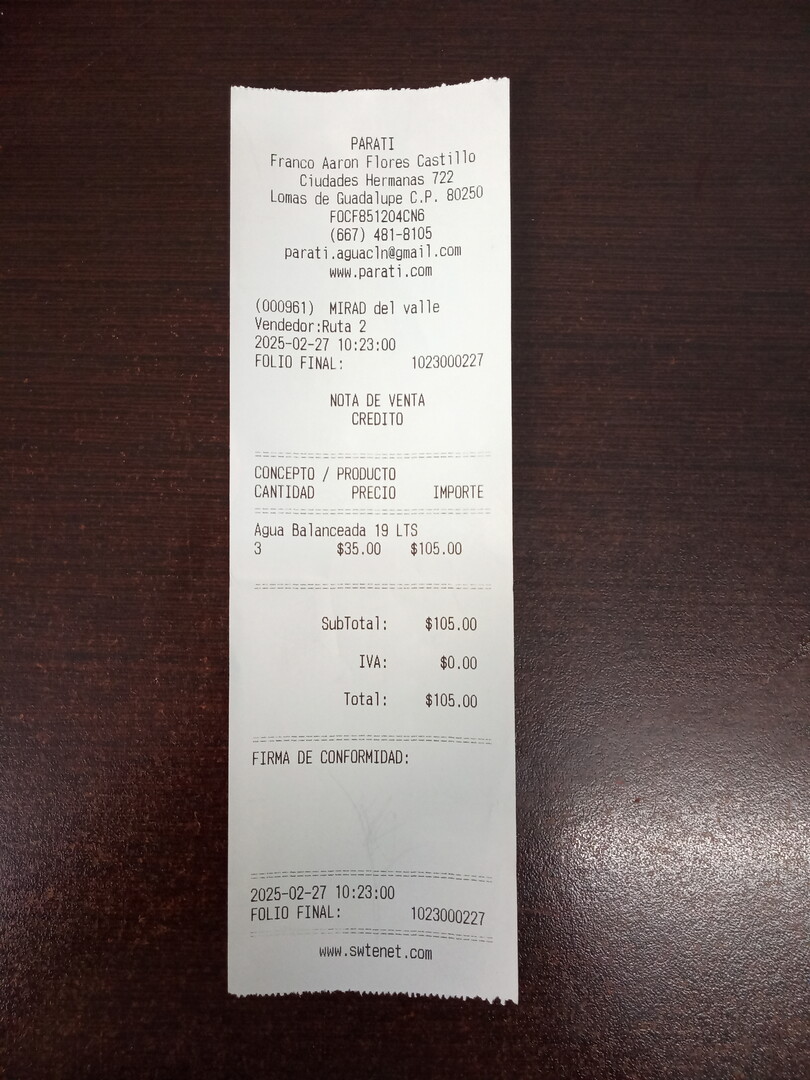 PARATI
Franco Aaron Flores Castillo
Ciudades Hermanas 722
Lomas de Guadalupe C.P. 80250
FOCF851204CN6
(667) 481-8105
parati.aguacln@gmail.com
www.parati.com
(000961) MIRAD del valle
Vendedor:Ruta 2
2025-02-27 10:23:00
FOLIO FINAL: 1023000227
NOTA DE VENTA
CREDITO
CONCEPTO / PRODUCTO
CANTIDAD PRECIO IMPORTE
Agua Balanceada 19 LTS
3 $35.00 $105.00
SubTotal: $105.00
IVA: $0.00
Total: $105.00
FIRMA DE CONFORMIDAD:
2025-02-27 10:23:00
FOLIO FINAL: 1023000227
www.swtenet.com